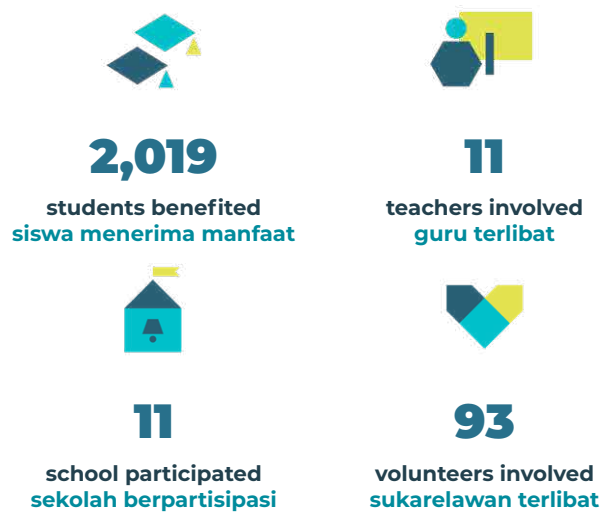 2,019
students benefited
siswa menerima manfaat
11
teachers involved
guru terlibat
11
school participated
sekolah berpartisipasi
93
volunteers involved
sukarelawan terlibat